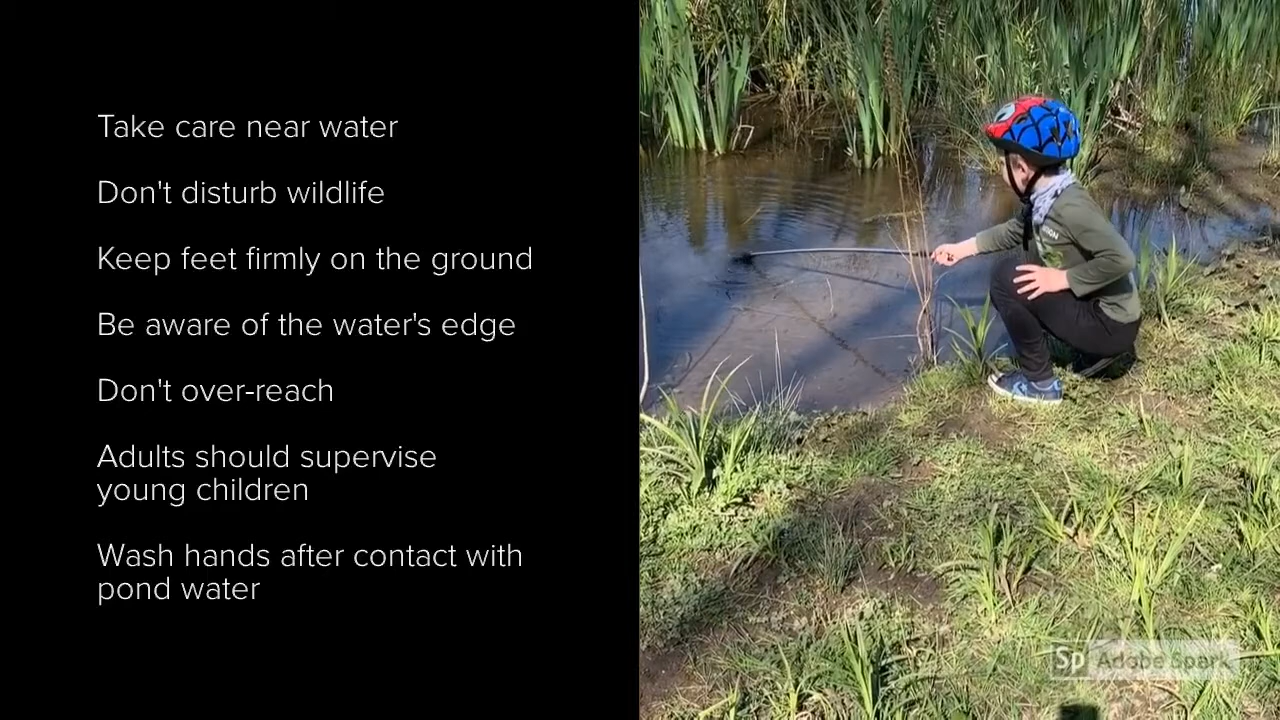 Take care near water
Don't disturb wildlife
Keep feet firmly on the ground
Be aware of the water's edge
Don't over-reach
Adults should supervise
young children
Wash hands after contact with
pond water
Sp Adobe Spark